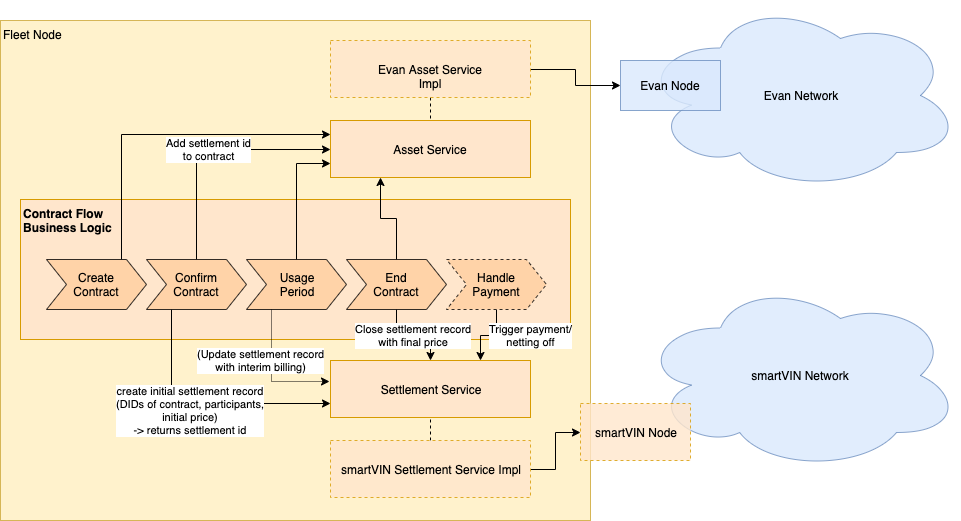 Fleet Node
Evan Asset Service
Impl
Evan Node
Evan Network
Add settlement id
to contract
Asset Service
Contract Flow
Business Logic
Create
Contract
Confirm
Contract
Usage
Period
End
Contract
Handle
Payment
Close settlement record
with final price
Trigger payment/
netting off
(Update settlement record
with interim billing)
create initial settlement record
(DIDs of contract, participants,
initial price)
-> returns settlement id
Settlement Service
smartVIN Network
smartVIN Node
smartVIN Settlement Service Impl